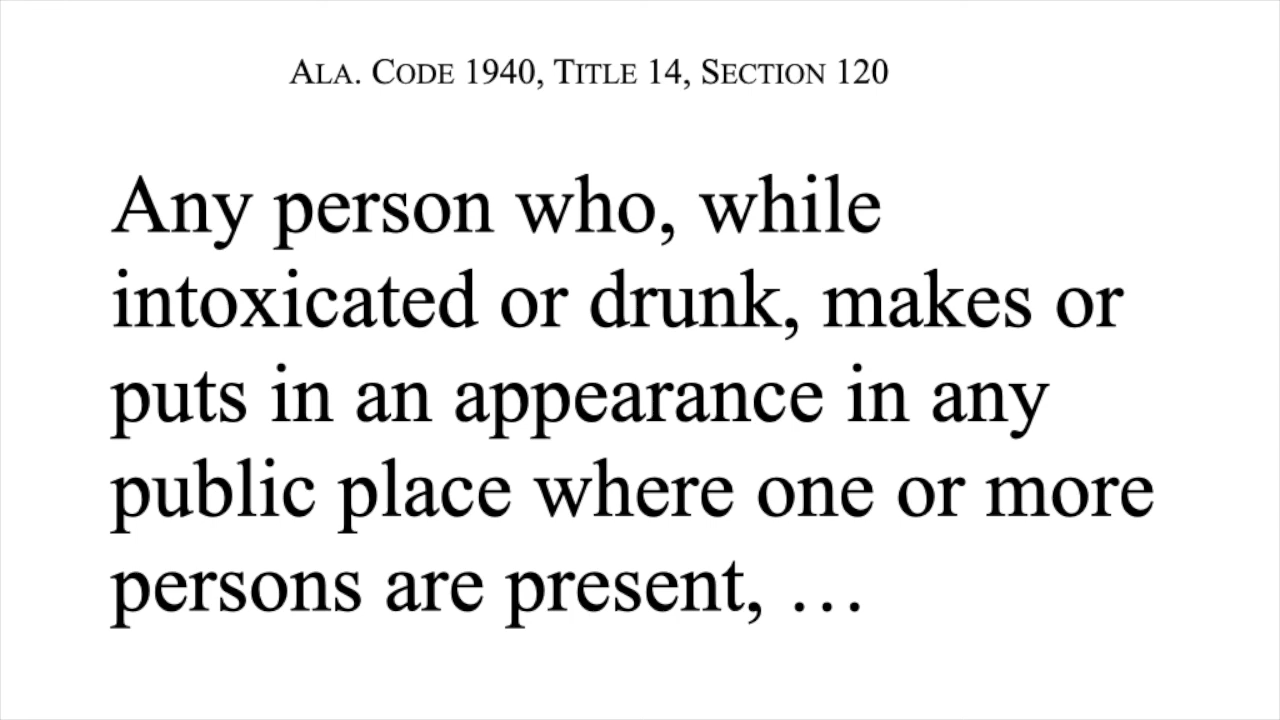 ALA. CODE 1940, TITLE 14, SECTION 120
Any person who, while
intoxicated or drunk, makes or
puts in an appearance in any
public place where one or more
persons are present, …